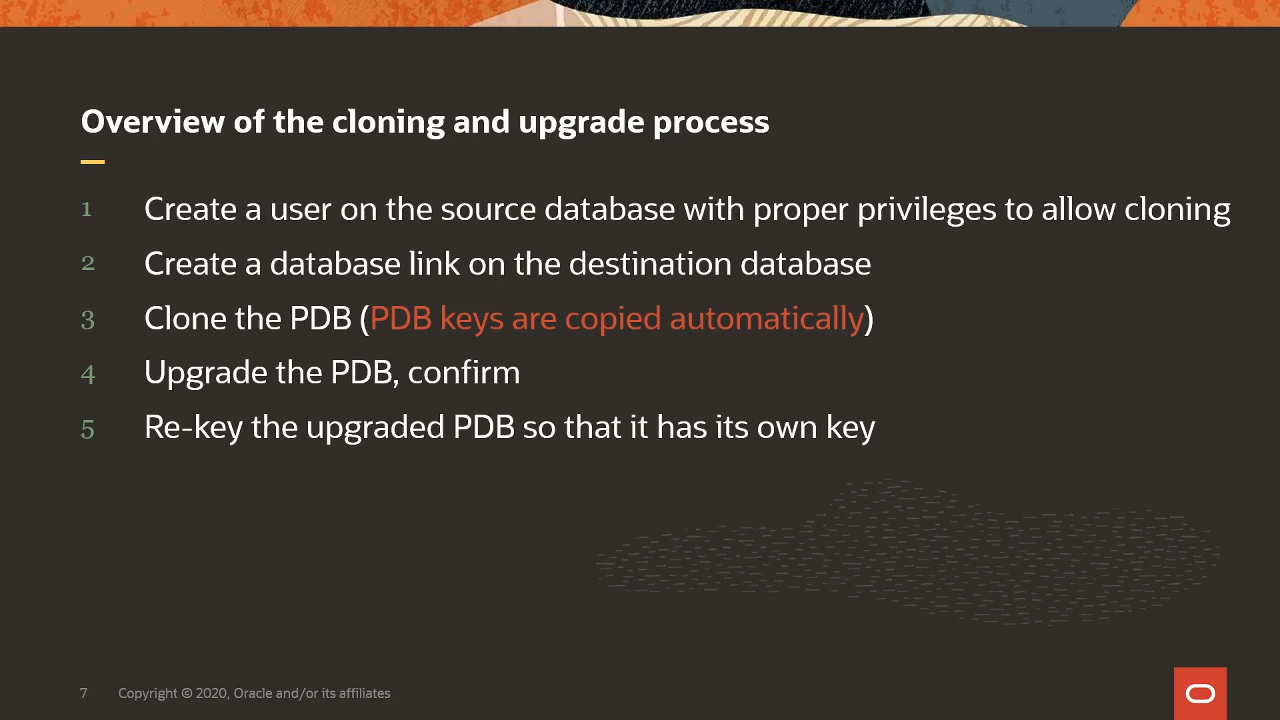 Overview of the cloning and upgrade process
1 Create a user on the source database with proper privileges to allow cloning
2 Create a database link on the destination database
3 Clone the PDB (PDB keys are copied automatically)
4 Upgrade the PDB, confirm
5 Re-key the upgraded PDB so that it has its own key
7 Copyright © 2020, Oracle and/or its affiliates